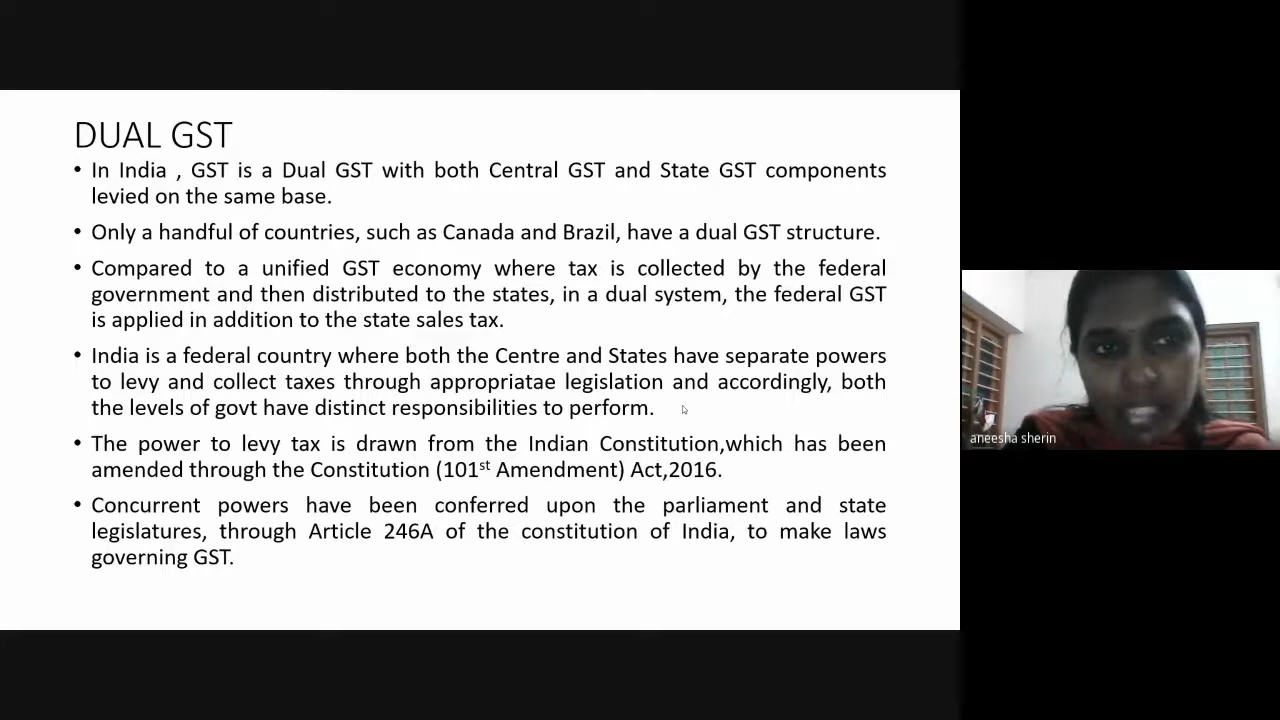 DUAL GST
• In India , GST is a Dual GST with both Central GST and State GST components
levied on the same base.
• Only a handful of countries, such as Canada and Brazil, have a dual GST structure.
• Compared to a unified GST economy where tax is collected by the federal
government and then distributed to the states, in a dual system, the federal GST
is applied in addition to the state sales tax.
• India is a federal country where both the Centre and States have separate powers
to levy and collect taxes through appropriatae legislation and accordingly, both
the levels of govt have distinct responsibilities to perform.
• The power to levy tax is drawn from the Indian Constitution,which has been
amended through the Constitution (101st Amendment) Act,2016.
• Concurrent powers have been conferred upon the parliament and state
legislatures, through Article 246A of the constitution of India, to make laws
governing GST.
aneesha sherin